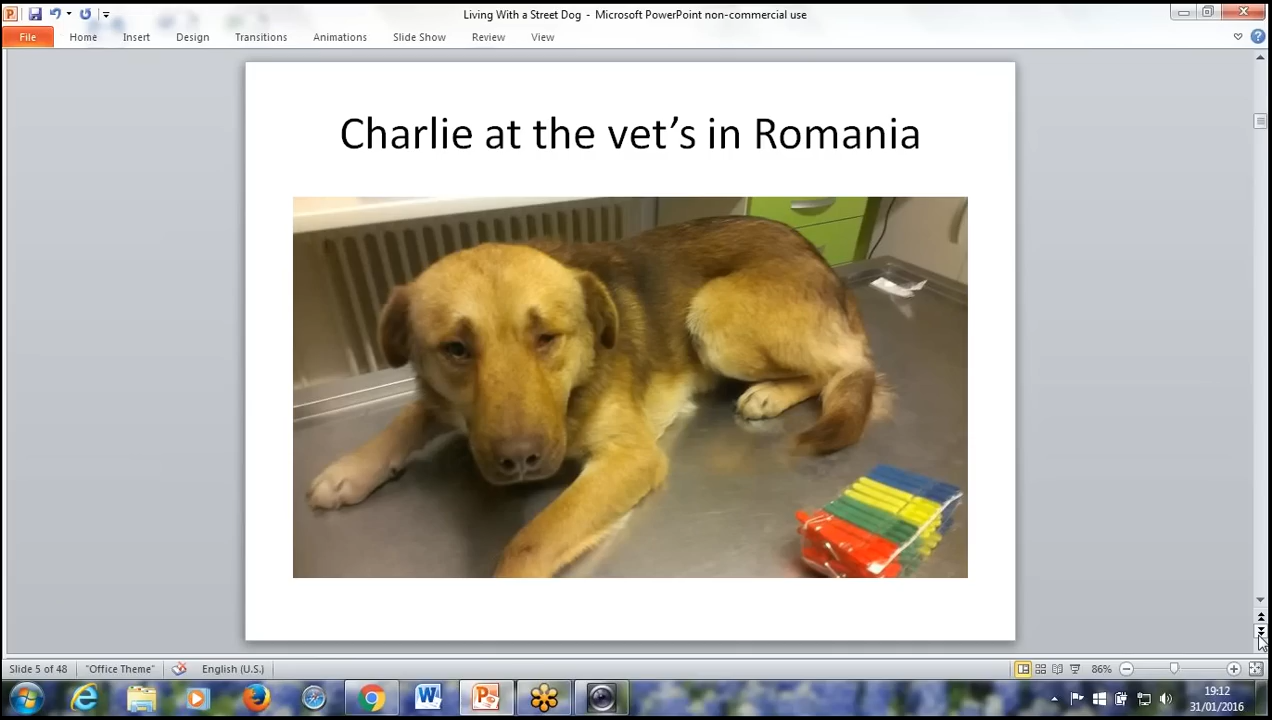 Living With a Street Dog - Microsoft PowerPoint non-commercial use
File Home Insert Design Transitions Animations Slide Show Review View
Charlie at the vet's in Romania
Slide 5 of 48 "Office Theme" English (U.S.) 86%
19:12
31/01/2016